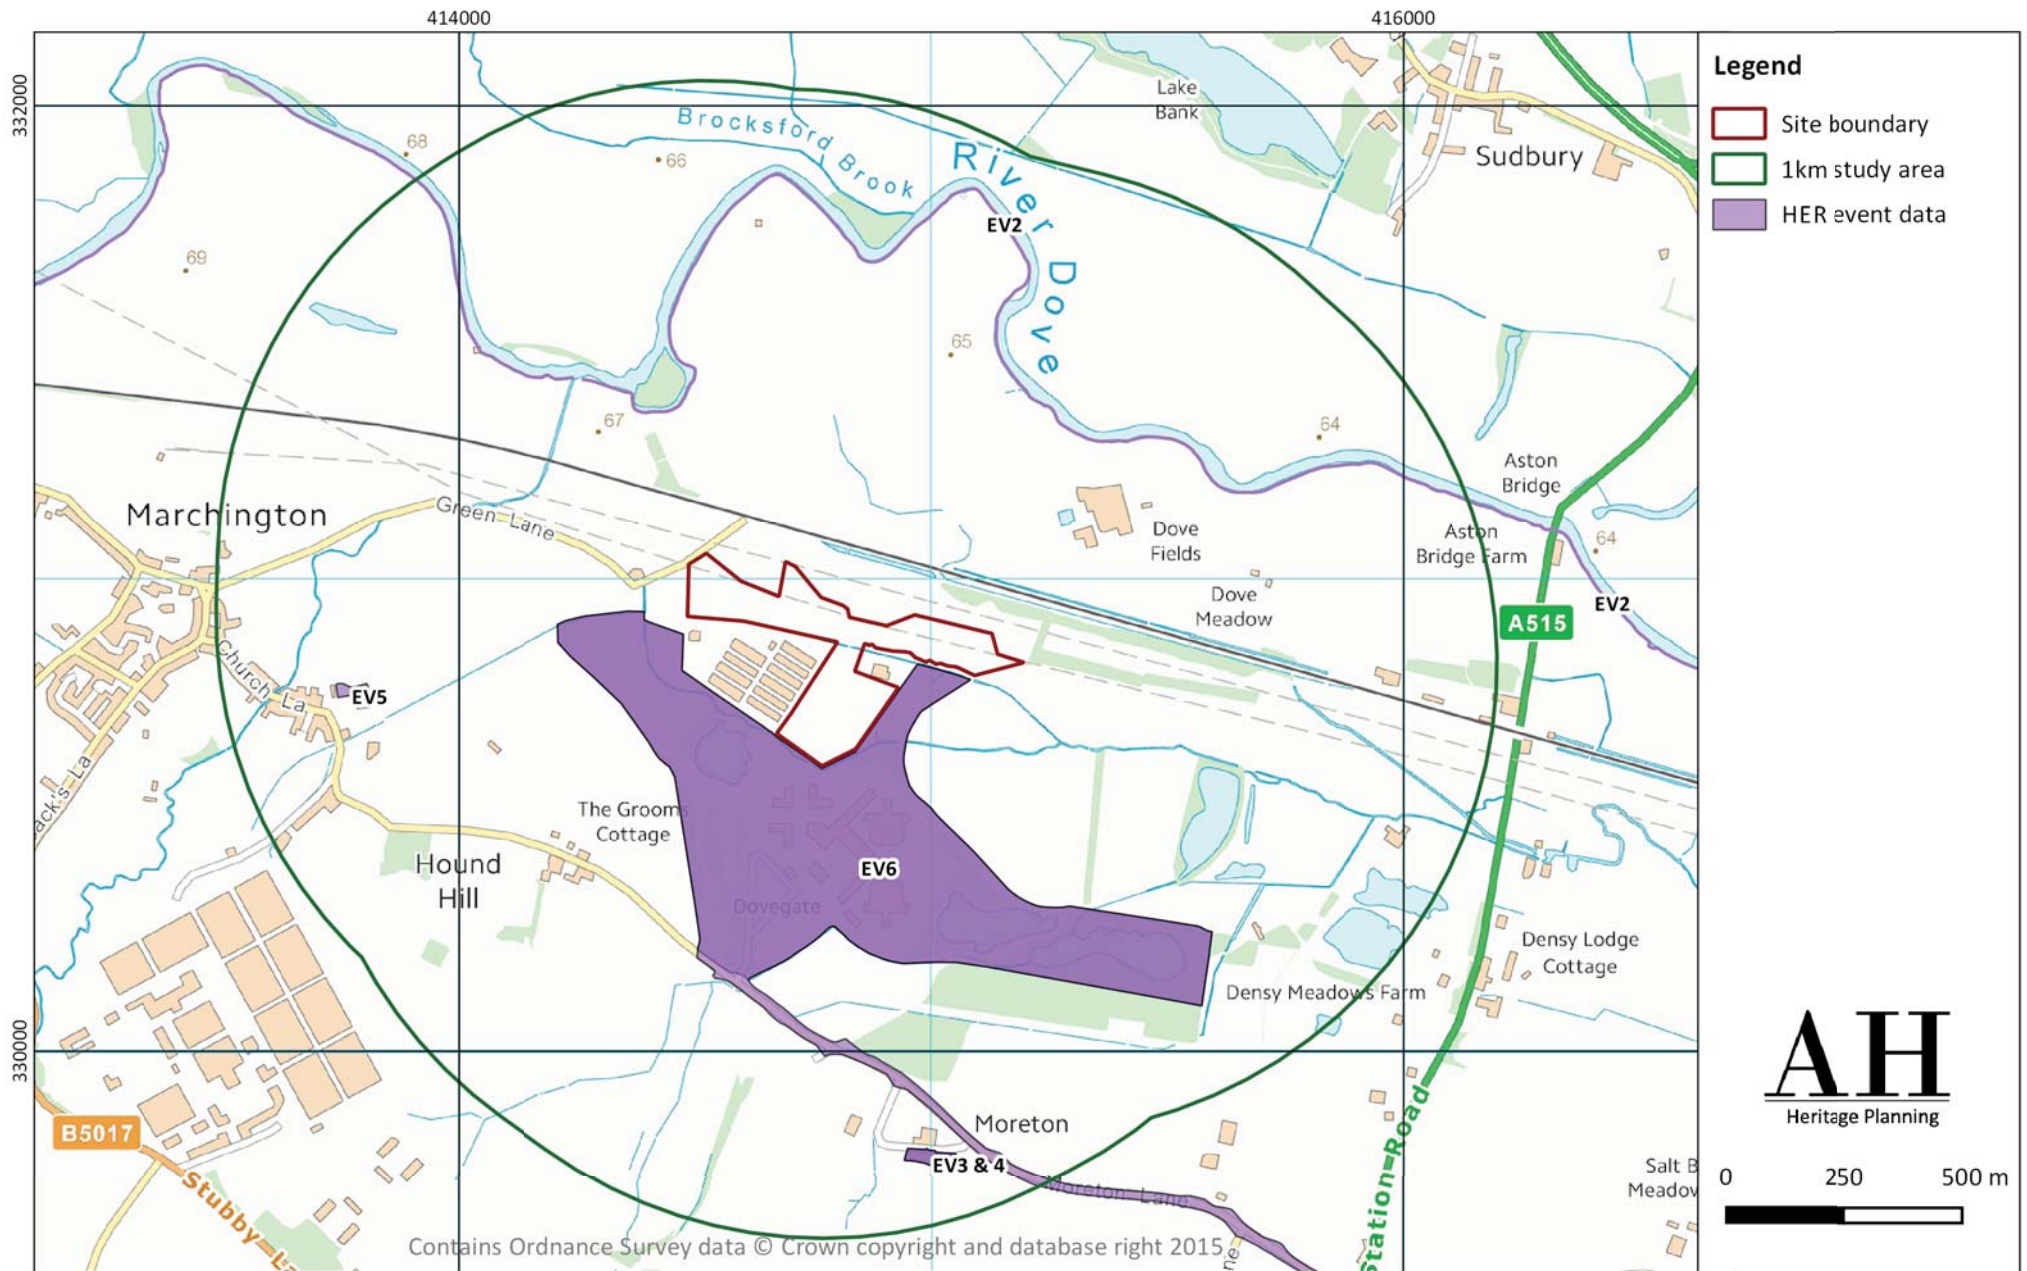 414000
416000
332000
330000
Legend
Site boundary
1km study area
HER event data
Lake
Bank
Sudbury
Brocksford Brook
River Dove
68
66
69
EV2
65
67
64
Aston
Bridge
Marchington
Green Lane
Dove
Fields
Aston
Bridge Farm
64
Dove
Meadow
EV2
A515
Church La
EV5
The Grooms
Cottage
Hound
Hill
EV6
Dovegate
Densy Lodge
Cottage
Densy Meadows Farm
AH
Heritage Planning
B5017
Moreton
EV3 & 4
Moreton Lane
Station Road
Stubby La
Salt B
Meadow
0 250 500 m
Contains Ordnance Survey data © Crown copyright and database right 2015